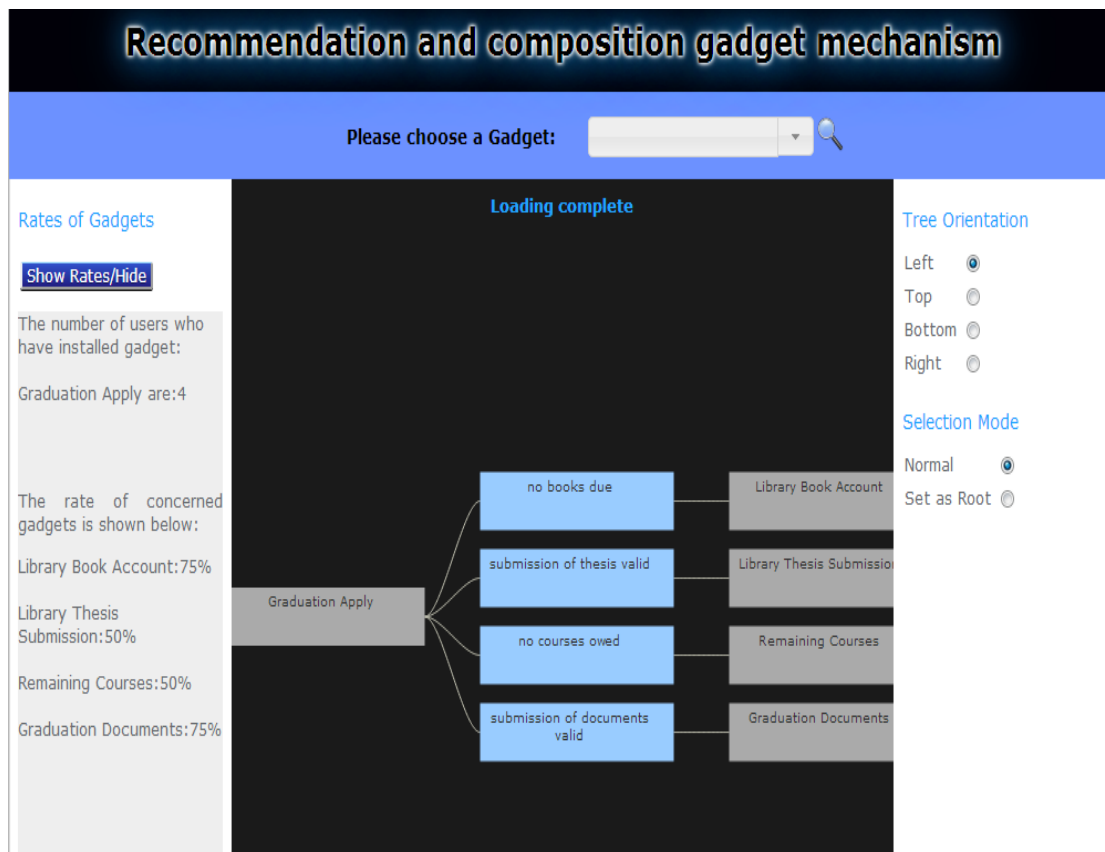 Recommendation and composition gadget mechanism
Please choose a Gadget:
Rates of Gadgets
Show Rates/Hide
The number of users who
have installed gadget:
Graduation Apply are:4
The rate of concerned
gadgets is shown below:
Library Book Account:75%
Library Thesis
Submission:50%
Remaining Courses:50%
Graduation Documents:75%
Loading complete
Graduation Apply
no books due
Library Book Account
submission of thesis valid
Library Thesis Submission
no courses owed
Remaining Courses
submission of documents
valid
Graduation Documents
Tree Orientation
Left
Top
Bottom
Right
Selection Mode
Normal
Set as Root